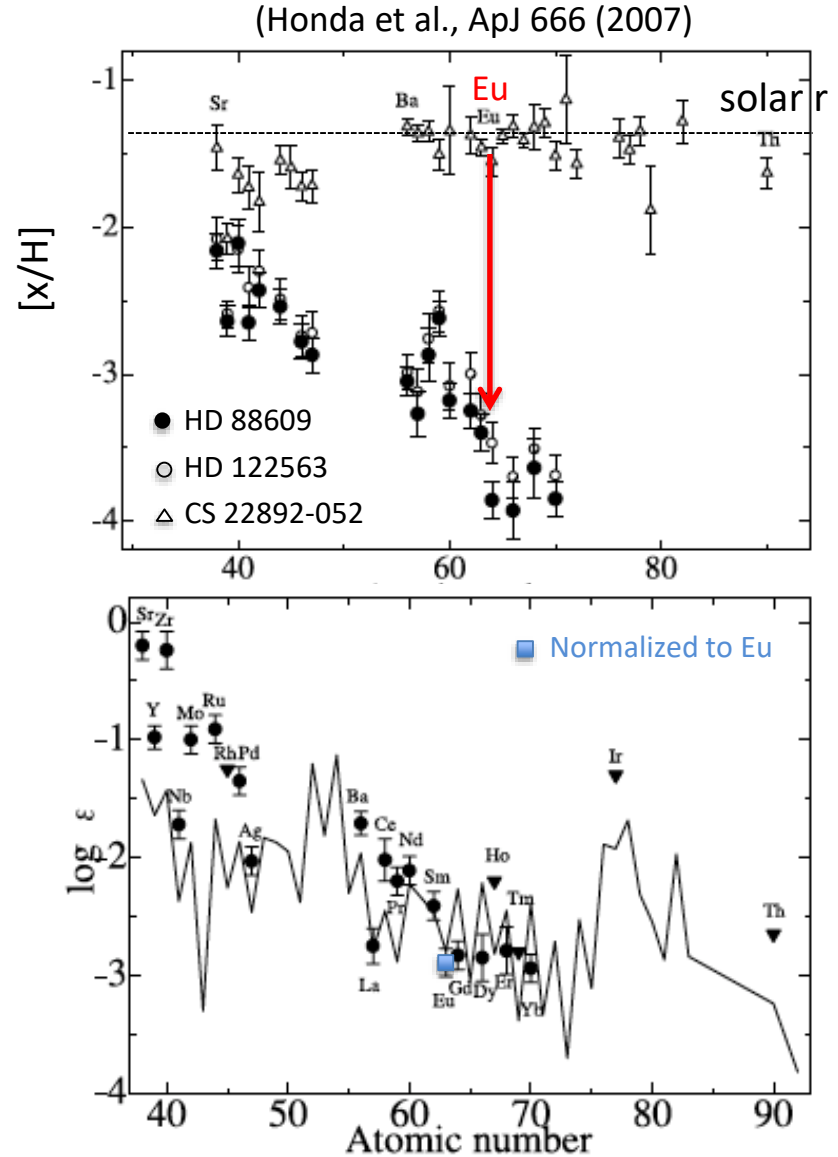 (Honda et al., ApJ 666 (2007)
-1
Sr
Ba
Eu
Eu
solar r
Th
-2
[x/H]
-3
HD 88609
HD 122563
CS 22892-052
-4
40
60
80
0
Sr Zr
Normalized to Eu
Y
Mo
Ru
-1
Rh Pd
Ir
Nb
Ba
log ε
-2
Ag
Ce
Nd
Pr
Sm
Ho
Tm
Th
-3
La
Eu
Gd
Dy
Er
Yb
-4
40
50
60
70
80
90
Atomic number